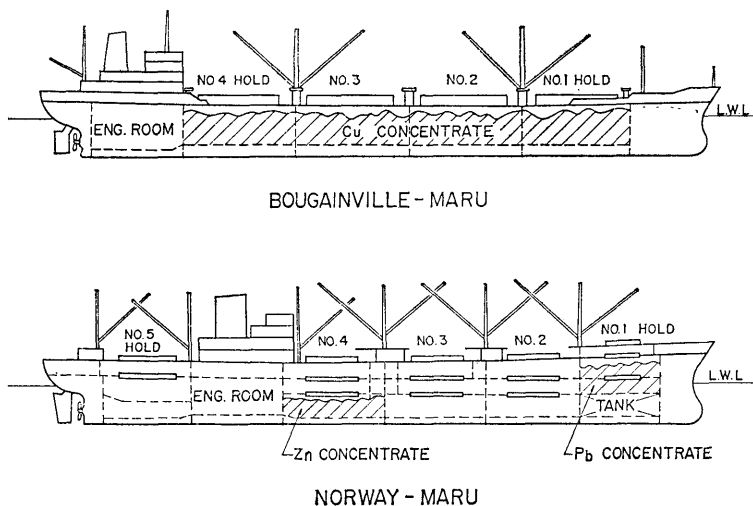 NO.4 HOLD NO.3 NO.2 NO.1 HOLD
L.W.L
ENG. ROOM Cu CONCENTRATE
BOUGAINVILLE-MARU
NO.5 HOLD NO.4 NO.3 NO.2 NO.1 HOLD
L.W.L
ENG. ROOM TANK
Zn CONCENTRATE Pb CONCENTRATE
NORWAY-MARU